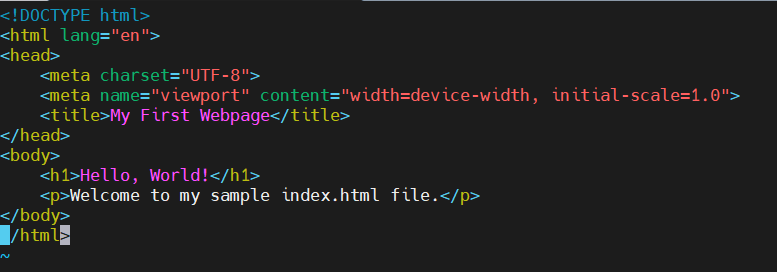 <!DOCTYPE html>
<html lang="en">
<head>
    <meta charset="UTF-8">
    <meta name="viewport" content="width=device-width, initial-scale=1.0">
    <title>My First Webpage</title>
</head>
<body>
    <h1>Hello, World!</h1>
    <p>Welcome to my sample index.html file.</p>
</body>
</html>
~